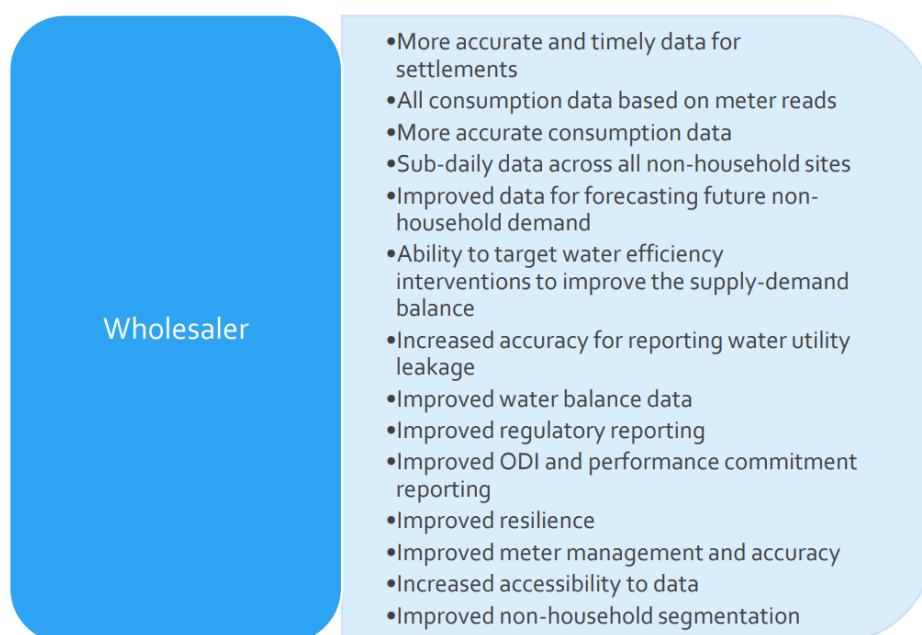 Wholesaler
•More accurate and timely data for
settlements
•All consumption data based on meter reads
•More accurate consumption data
•Sub-daily data across all non-household sites
•Improved data for forecasting future non-
household demand
•Ability to target water efficiency
interventions to improve the supply-demand
balance
•Increased accuracy for reporting water utility
leakage
•Improved water balance data
•Improved regulatory reporting
•Improved ODI and performance commitment
reporting
•Improved resilience
•Improved meter management and accuracy
•Increased accessibility to data
•Improved non-household segmentation